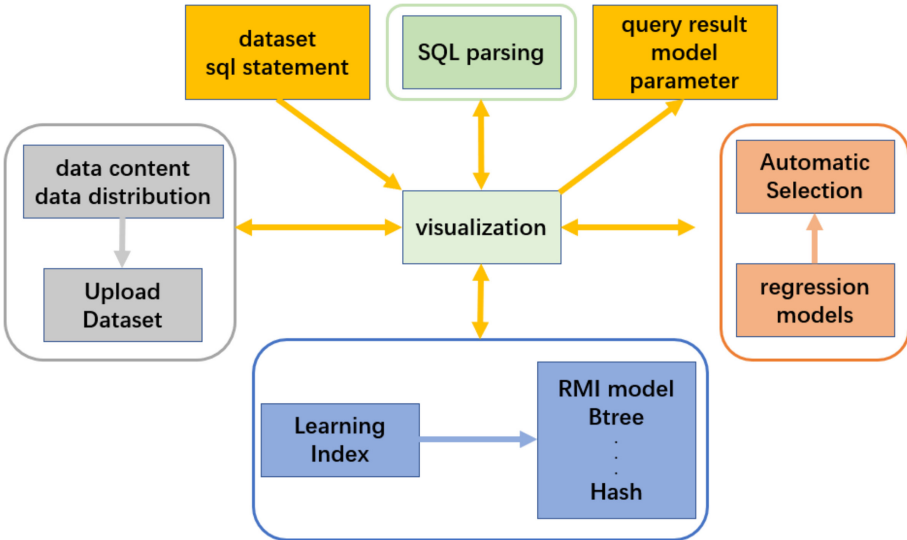 dataset
sql statement
SQL parsing
query result
model
parameter
data content
data distribution
Upload
Dataset
visualization
Automatic
Selection
regression
models
Learning
Index
RMI model
Btree
.
.
.
Hash